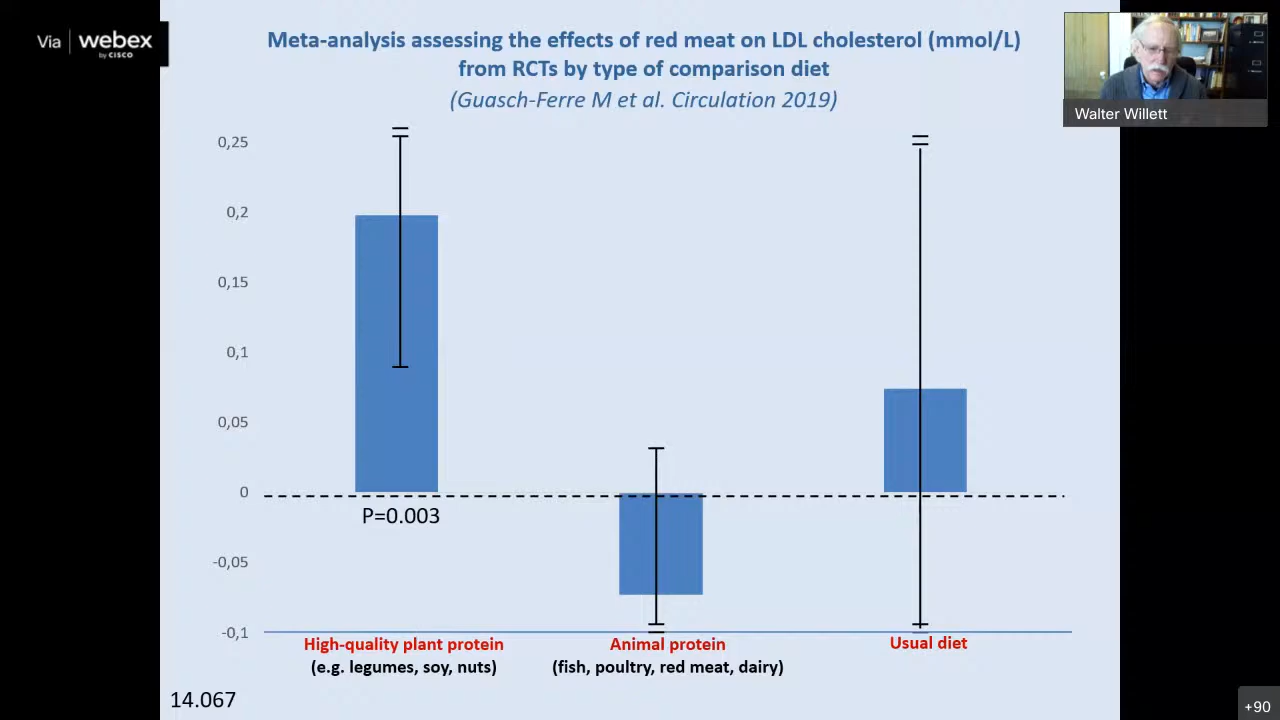 Via webex
by CISCO
Meta-analysis assessing the effects of red meat on LDL cholesterol (mmol/L)
from RCTs by type of comparison diet
(Guasch-Ferre M et al. Circulation 2019)
Walter Willett
0,25
0,2
0,15
0,1
0,05
0
P=0.003
-0,05
-0,1
High-quality plant protein
(e.g. legumes, soy, nuts)
Animal protein
(fish, poultry, red meat, dairy)
Usual diet
14.067
+90